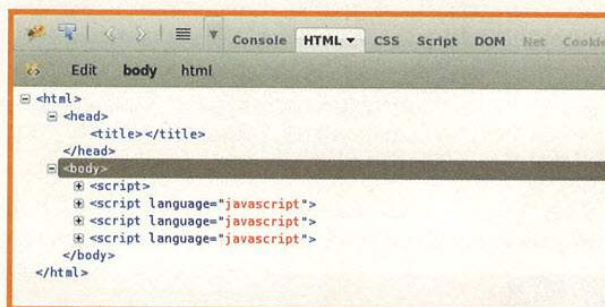 Console HTML CSS Script DOM Net Cookie
Edit body html
<html>
<head>
<title></title>
</head>
<body>
<script>
<script language="javascript">
<script language="javascript">
<script language="javascript">
</body>
</html>